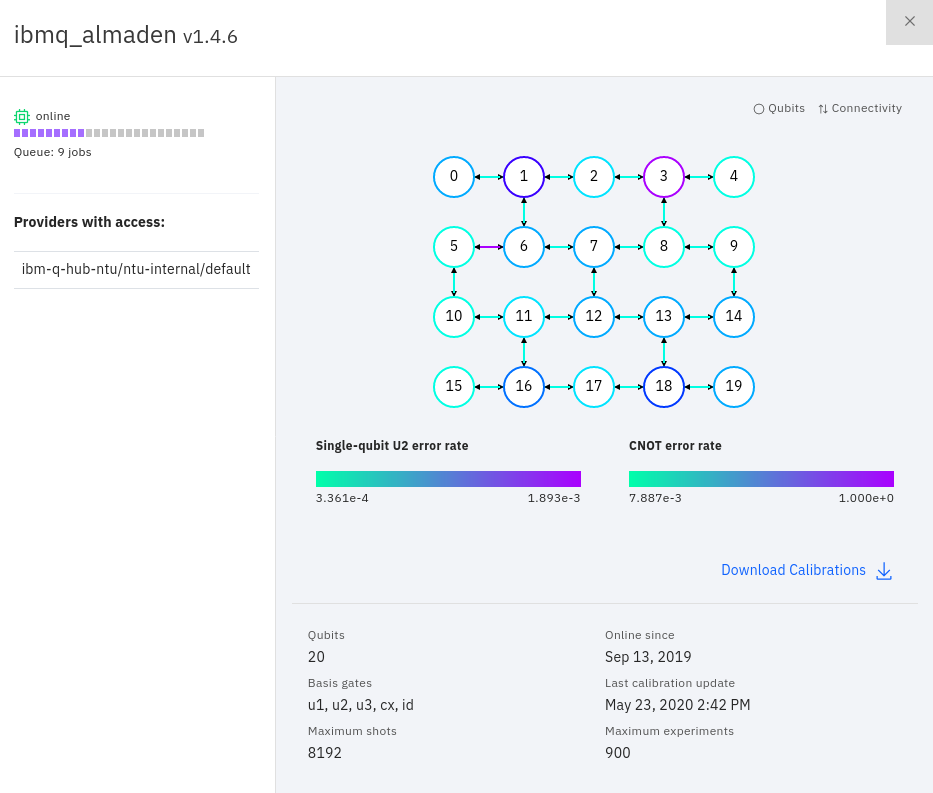 ibmq_almaden v1.4.6
online
Queue: 9 jobs
Providers with access:
ibm-q-hub-ntu/ntu-internal/default
Qubits Connectivity
0 1 2 3 4
5 6 7 8 9
10 11 12 13 14
15 16 17 18 19
Single-qubit U2 error rate
3.361e-4 1.893e-3
CNOT error rate
7.887e-3 1.000e+0
Download Calibrations
Qubits
20
Online since
Sep 13, 2019
Basis gates
u1, u2, u3, cx, id
Last calibration update
May 23, 2020 2:42 PM
Maximum shots
8192
Maximum experiments
900